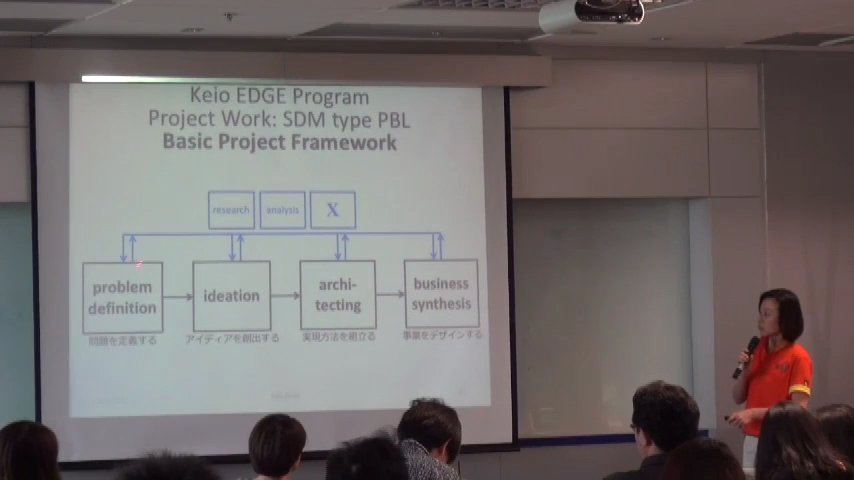 Keio EDGE Program
Project Work: SDM type PBL
Basic Project Framework
research
analysis
X
problem
definition
ideation
archi-
tecting
business
synthesis
問題を定義する
アイディアを創出する
実現方法を組立る
事業をデザインする